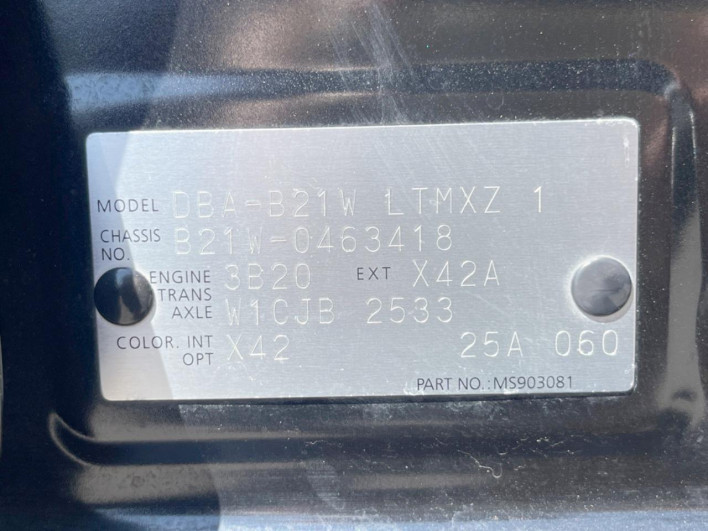 MODEL DBA-B21W LTMXZ 1
CHASSIS NO. B21W-0463418
ENGINE 3B20 EXT X42A
TRANS AXLE W1CJB 2533
COLOR. INT OPT X42 25A 060
PART NO.:MS903081